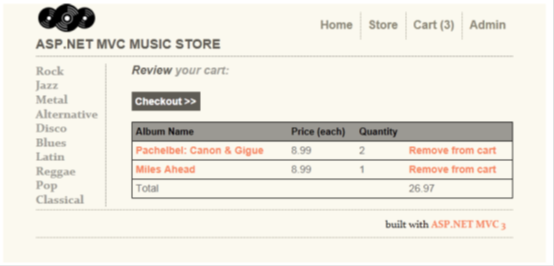 Home Store Cart (3) Admin
ASP.NET MVC MUSIC STORE
Rock
Jazz
Metal
Alternative
Disco
Blues
Latin
Reggae
Pop
Classical
Review your cart:
Checkout >>
Album Name Price (each) Quantity
Pachelbel: Canon & Gigue 8.99 2 Remove from cart
Miles Ahead 8.99 1 Remove from cart
Total 26.97
built with ASP.NET MVC 3